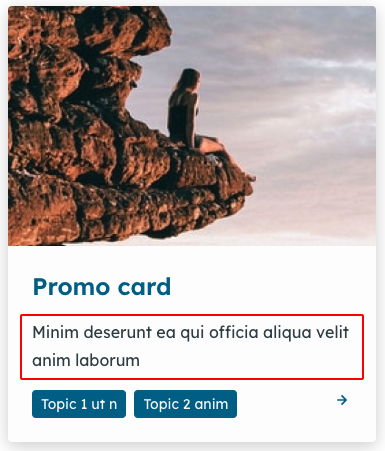 Promo card
Minim deserunt ea qui officia aliqua velit
anim laborum
Topic 1 ut n
Topic 2 anim